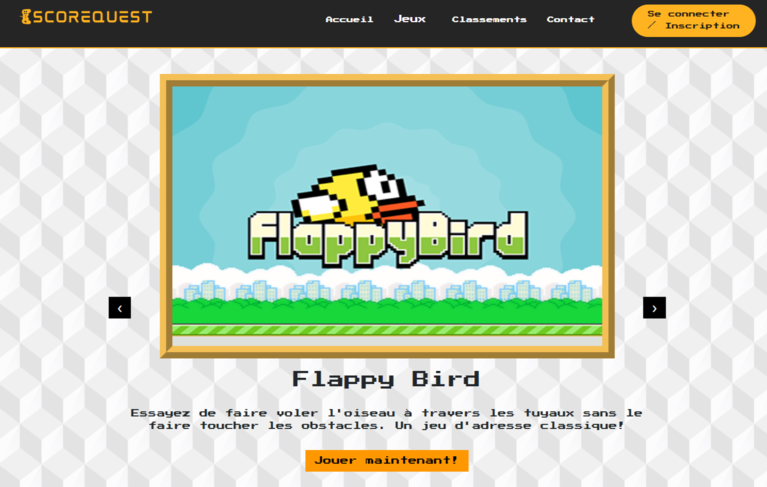 SCOREQUEST
Accueil Jeux Classements Contact
Se connecter
/ Inscription
FlappyBird
‹ ›
Flappy Bird
Essayez de faire voler l'oiseau à travers les tuyaux sans le
faire toucher les obstacles. Un jeu d'adresse classique!
Jouer maintenant!